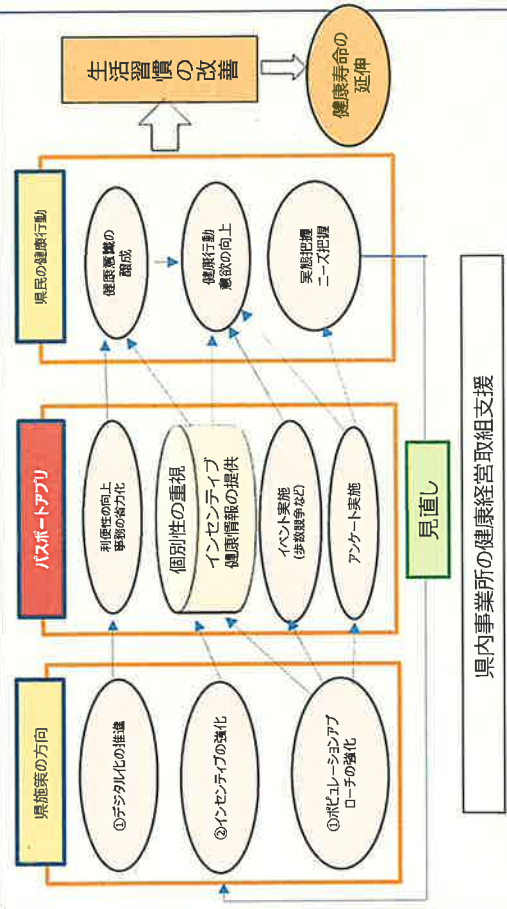 県施策の方向
①デジタル化の推進
②インセンティブの強化
①ポピュレーションアプ
ローチの強化
パスポートアプリ
利便性の向上
事務の省力化
個別性の重視
インセンティブ
健康情報の提供
イベント実施
(歩数競争など)
アンケート実施
県民の健康行動
健康意識の
醸成
健康行動
意欲の向上
実態把握
ニーズ把握
生活習慣の
改善
健康寿命の
延伸
見直し
県内事業所の健康経営取組支援